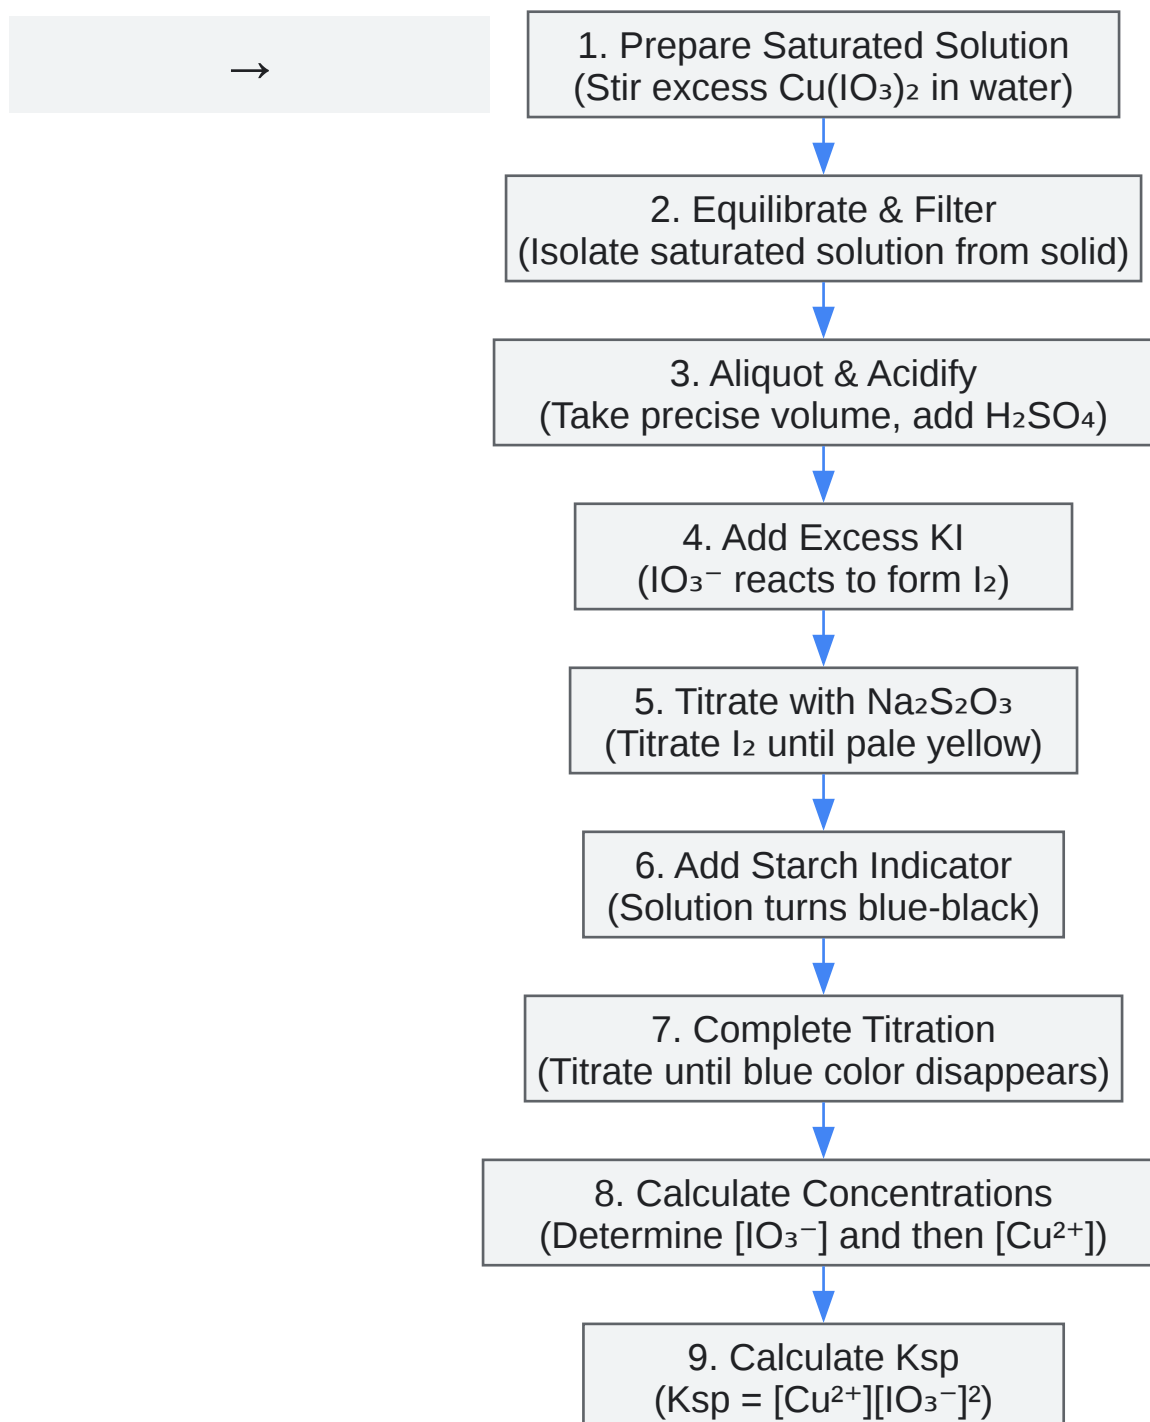 →
1. Prepare Saturated Solution
(Stir excess Cu(IO₃)₂ in water)
2. Equilibrate & Filter
(Isolate saturated solution from solid)
3. Aliquot & Acidify
(Take precise volume, add H₂SO₄)
4. Add Excess KI
(IO₃⁻ reacts to form I₂)
5. Titrate with Na₂S₂O₃
(Titrate I₂ until pale yellow)
6. Add Starch Indicator
(Solution turns blue-black)
7. Complete Titration
(Titrate until blue color disappears)
8. Calculate Concentrations
(Determine [IO₃⁻] and then [Cu²⁺])
9. Calculate Ksp
(Ksp = [Cu²⁺][IO₃⁻]²)